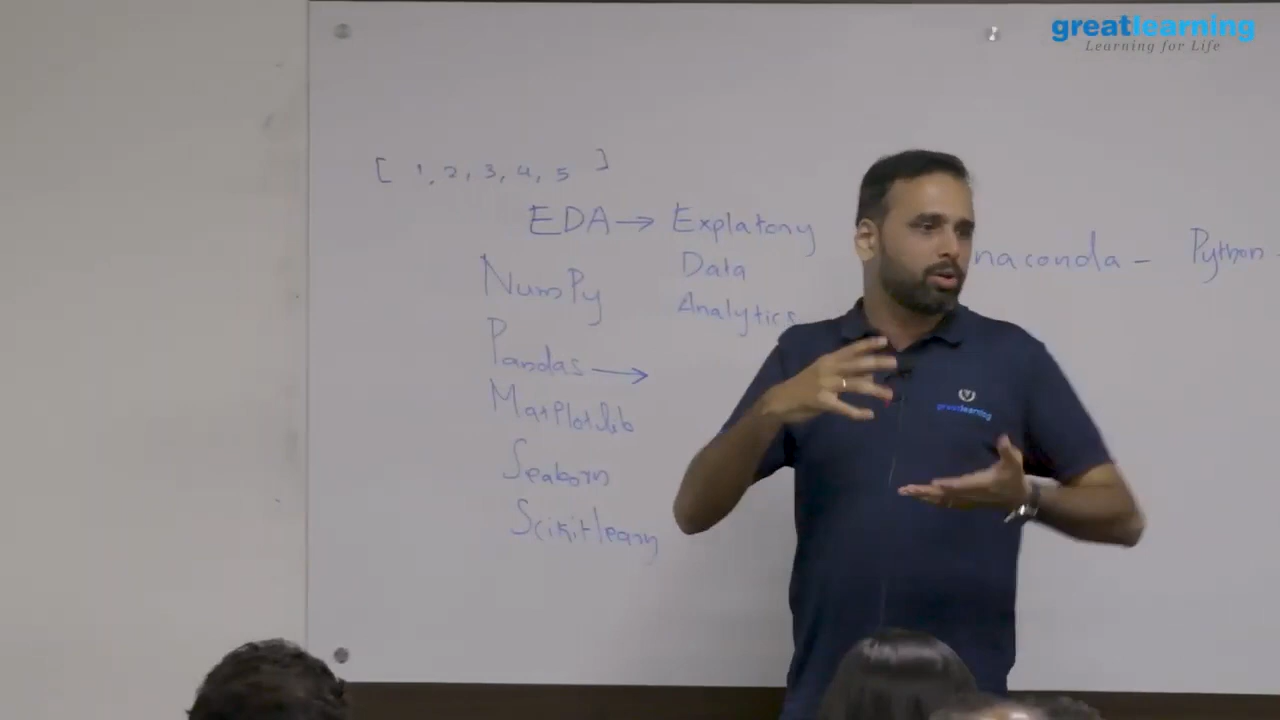 greatlearning
Learning for Life
[ 1, 2, 3, 4, 5 ]
EDA → Explatory
Data
Analytics
naconda - Python -
NumPy
Pandas →
MatPlotlib
Seaborn
Scikitlearn
greatlearning